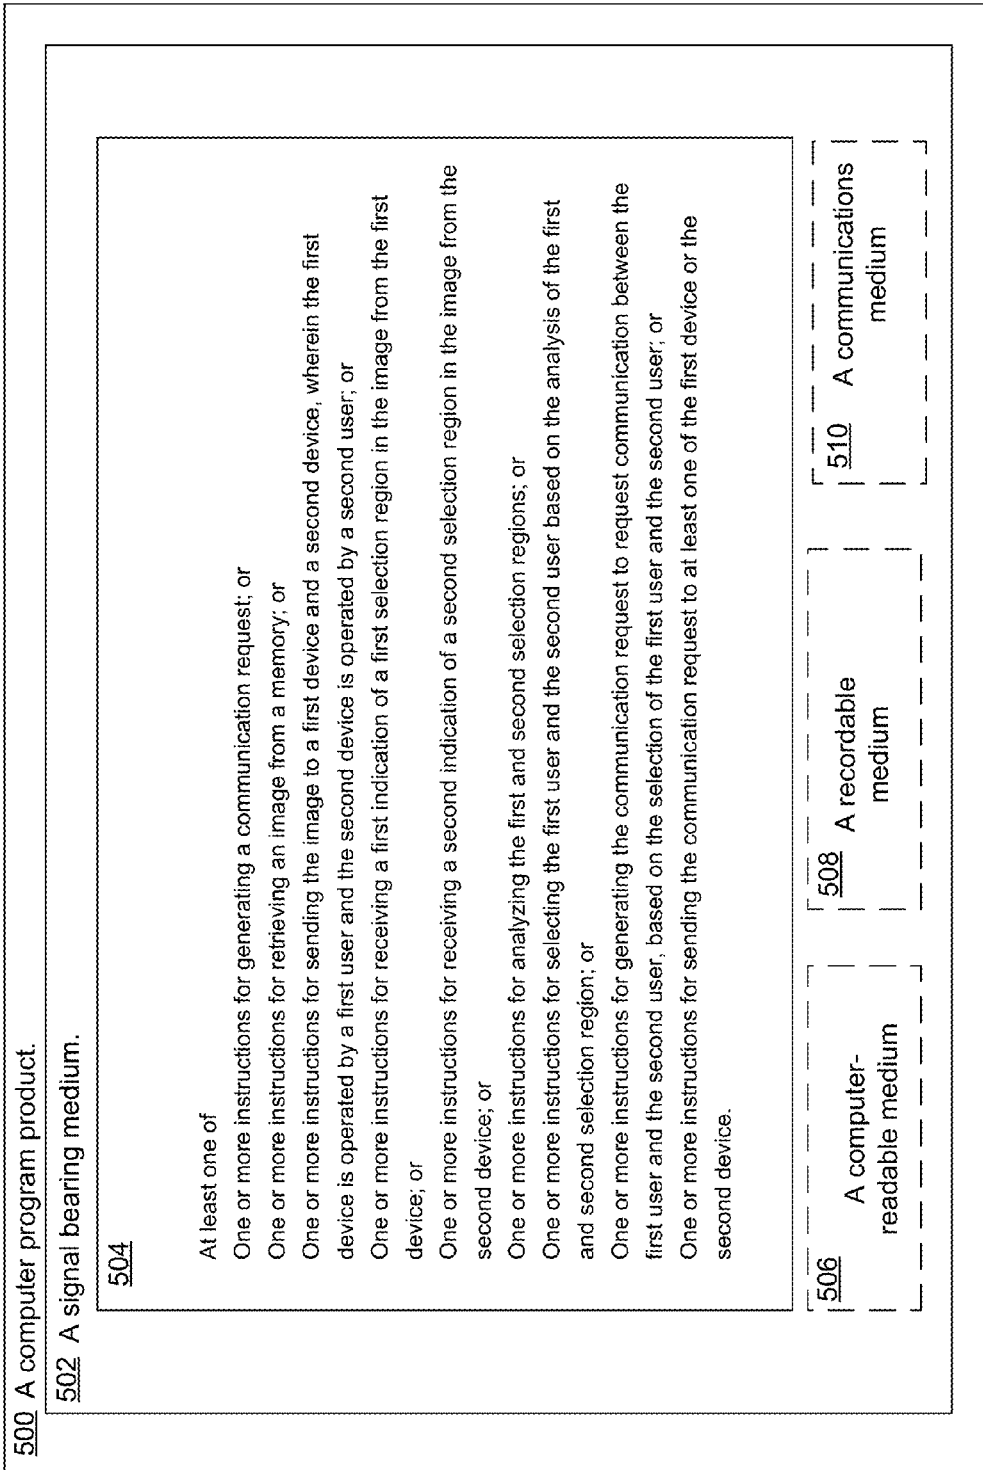 500 A computer program product.
502 A signal bearing medium.
504
At least one of
One or more instructions for generating a communication request; or
One or more instructions for retrieving an image from a memory; or
One or more instructions for sending the image to a first device and a second device, wherein the first
device is operated by a first user and the second device is operated by a second user; or
One or more instructions for receiving a first indication of a first selection region in the image from the first
device; or
One or more instructions for receiving a second indication of a second selection region in the image from the
second device; or
One or more instructions for analyzing the first and second selection regions; or
One or more instructions for selecting the first user and the second user based on the analysis of the first
and second selection region; or
One or more instructions for generating the communication request to request communication between the
first user and the second user, based on the selection of the first user and the second user; or
One or more instructions for sending the communication request to at least one of the first device or the
second device.
506 A computer-
readable medium
508 A recordable
medium
510 A communications
medium